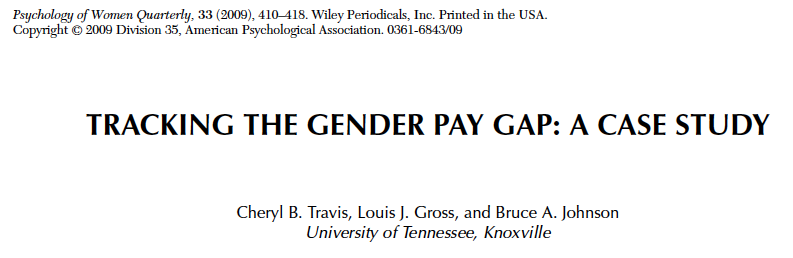 Psychology of Women Quarterly, 33 (2009), 410–418. Wiley Periodicals, Inc. Printed in the USA.
Copyright © 2009 Division 35, American Psychological Association. 0361-6843/09
TRACKING THE GENDER PAY GAP: A CASE STUDY
Cheryl B. Travis, Louis J. Gross, and Bruce A. Johnson
University of Tennessee, Knoxville